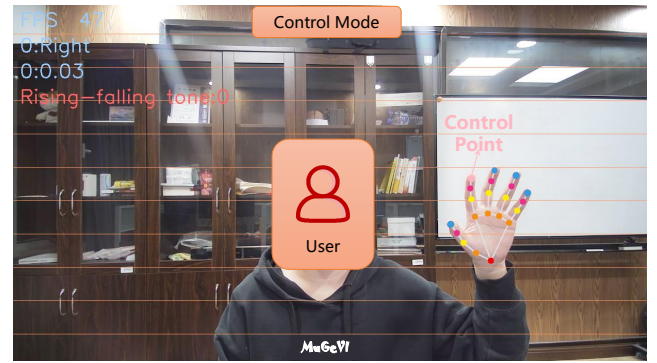 Control Mode
FPS 47
0:Right
0:0.03
Rising-falling tone:0
Control
Point
User
MuGeVI